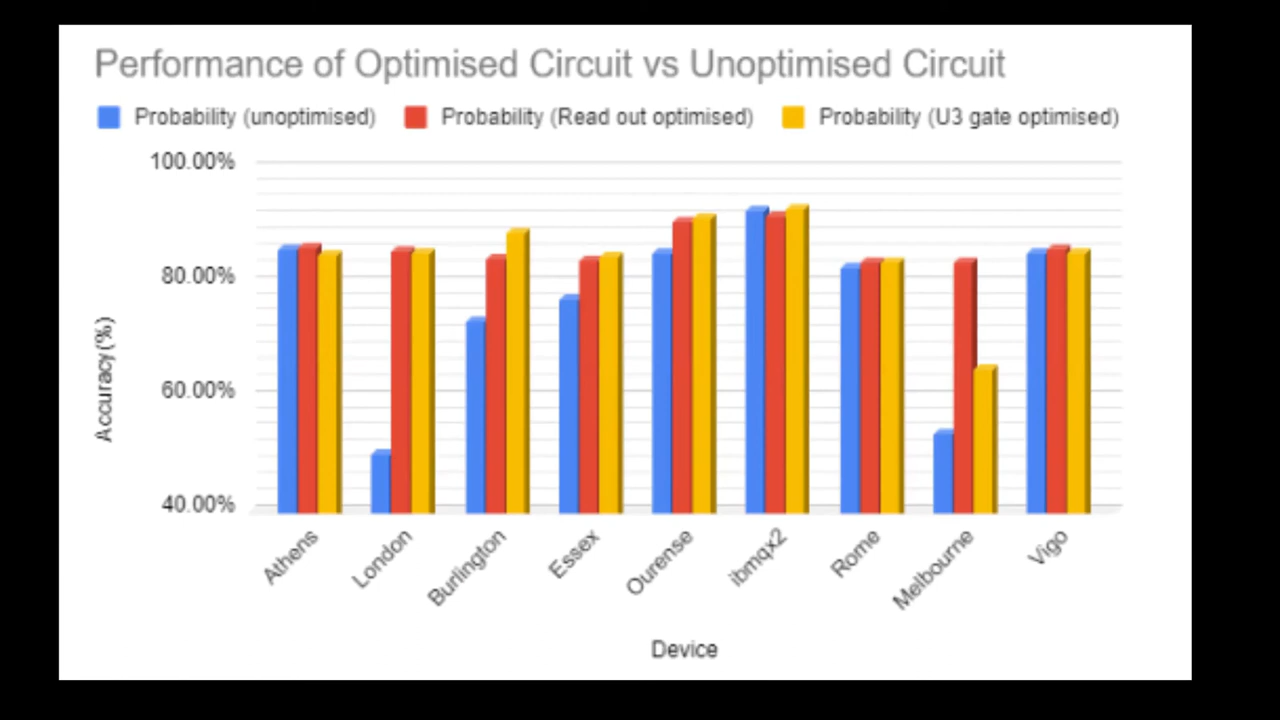 Performance of Optimised Circuit vs Unoptimised Circuit
Probability (unoptimised) Probability (Read out optimised) Probability (U3 gate optimised)
100.00%
80.00%
60.00%
40.00%
Accuracy(%)
Athens London Burlington Essex Ourense ibmqx2 Rome Melbourne Vigo
Device